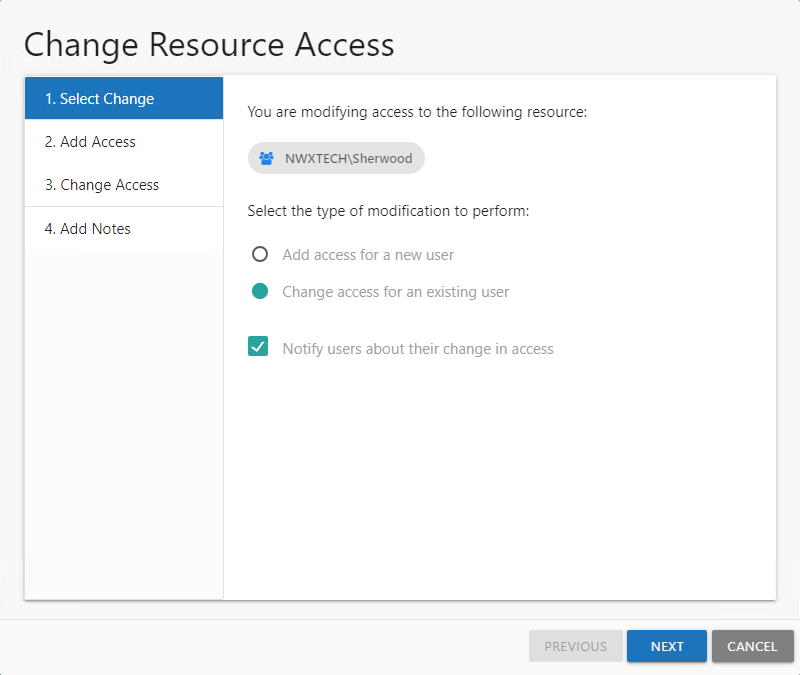 Change Resource Access
1. Select Change
2. Add Access
3. Change Access
4. Add Notes
You are modifying access to the following resource:
NWXTECH\Sherwood
Select the type of modification to perform:
Add access for a new user
Change access for an existing user
Notify users about their change in access
PREVIOUS
NEXT
CANCEL